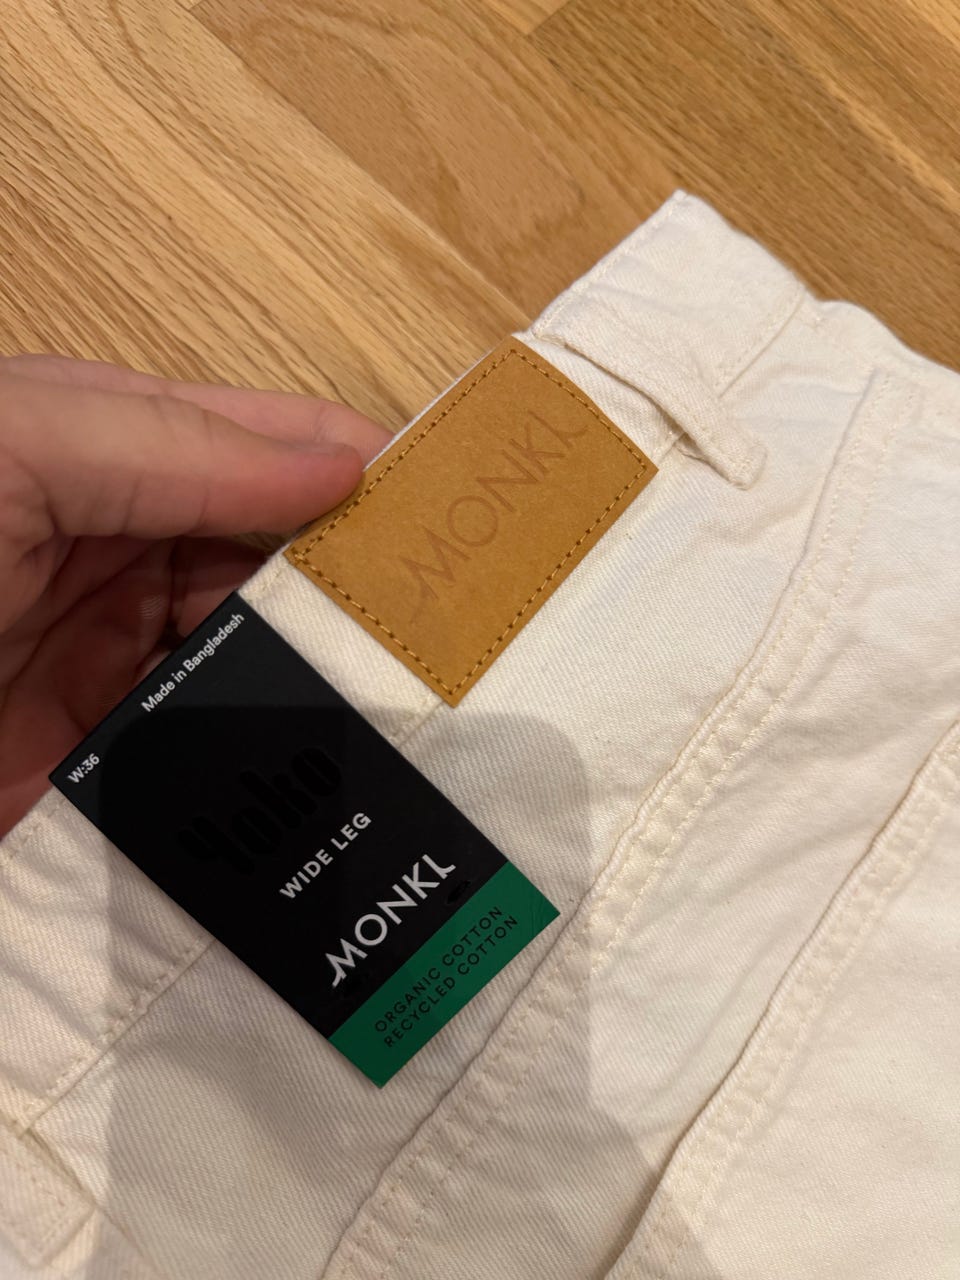 MONKI
Made in Bangladesh
W:36
Yoko
WIDE LEG
MONKI
ORGANIC COTTON
RECYCLED COTTON